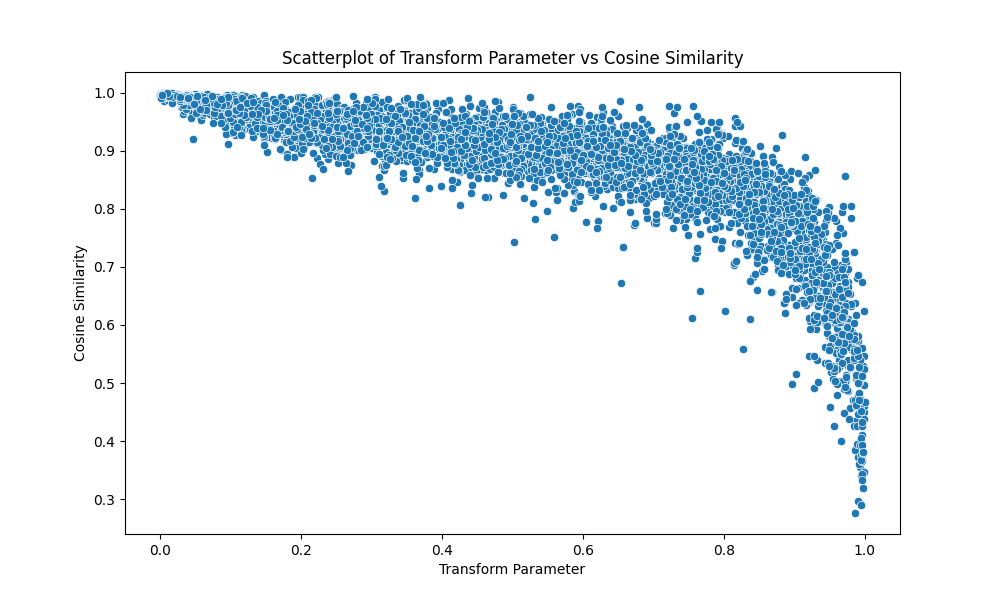 Scatterplot of Transform Parameter vs Cosine Similarity
1.0
0.9
0.8
0.7
0.6
0.5
0.4
0.3
Cosine Similarity
0.0 0.2 0.4 0.6 0.8 1.0
Transform Parameter